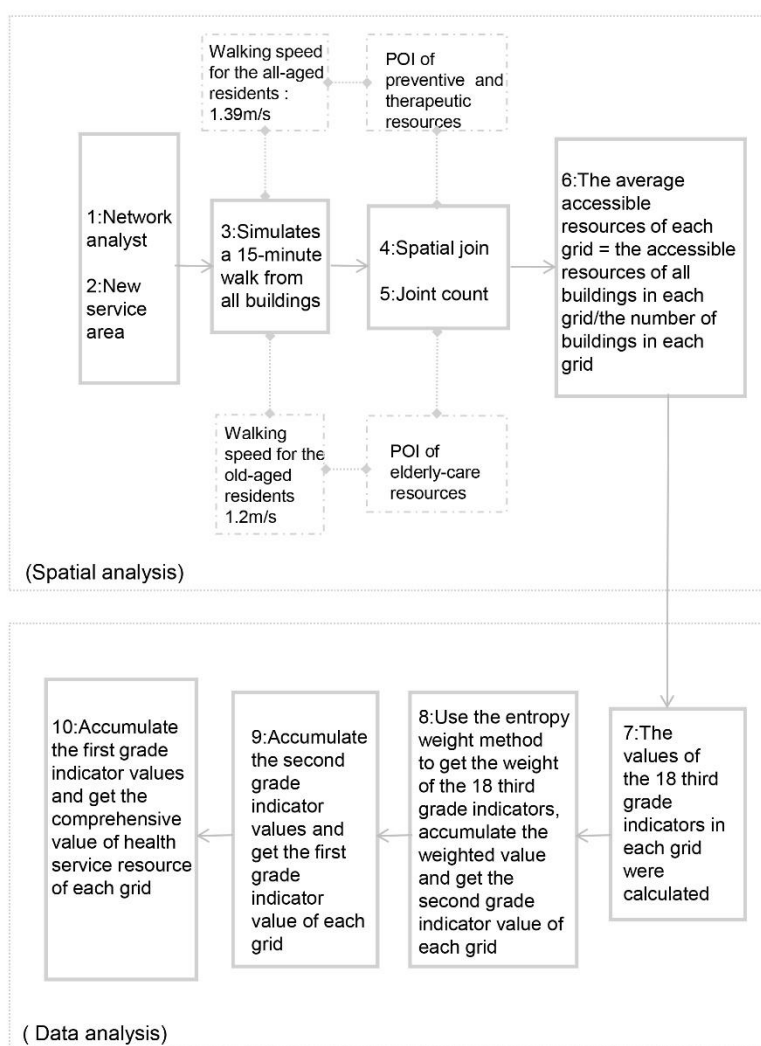 Walking speed
for the all-aged
residents :
1.39m/s
POI of
preventive and
therapeutic
resources
1:Network
analyst
2:New
service
area
3:Simulates
a 15-minute
walk from
all buildings
4:Spatial join
5:Joint count
6:The average
accessible
resources of each
grid = the accessible
resources of all
buildings in each
grid/the number of
buildings in each
grid
Walking
speed for the
old-aged
residents
1.2m/s
POI of
elderly-care
resources
(Spatial analysis)
10:Accumulate
the first grade
indicator values
and get the
comprehensive
value of health
service resource
of each grid
9:Accumulate
the second
grade
indicator
values and
get the first
grade
indicator
value of each
grid
8:Use the entropy
weight method
to get the weight
of the 18 third
grade indicators,
accumulate the
weighted value
and get the
second grade
indicator value of
each grid
7:The
values of
the 18 third
grade
indicators in
each grid
were
calculated
( Data analysis)